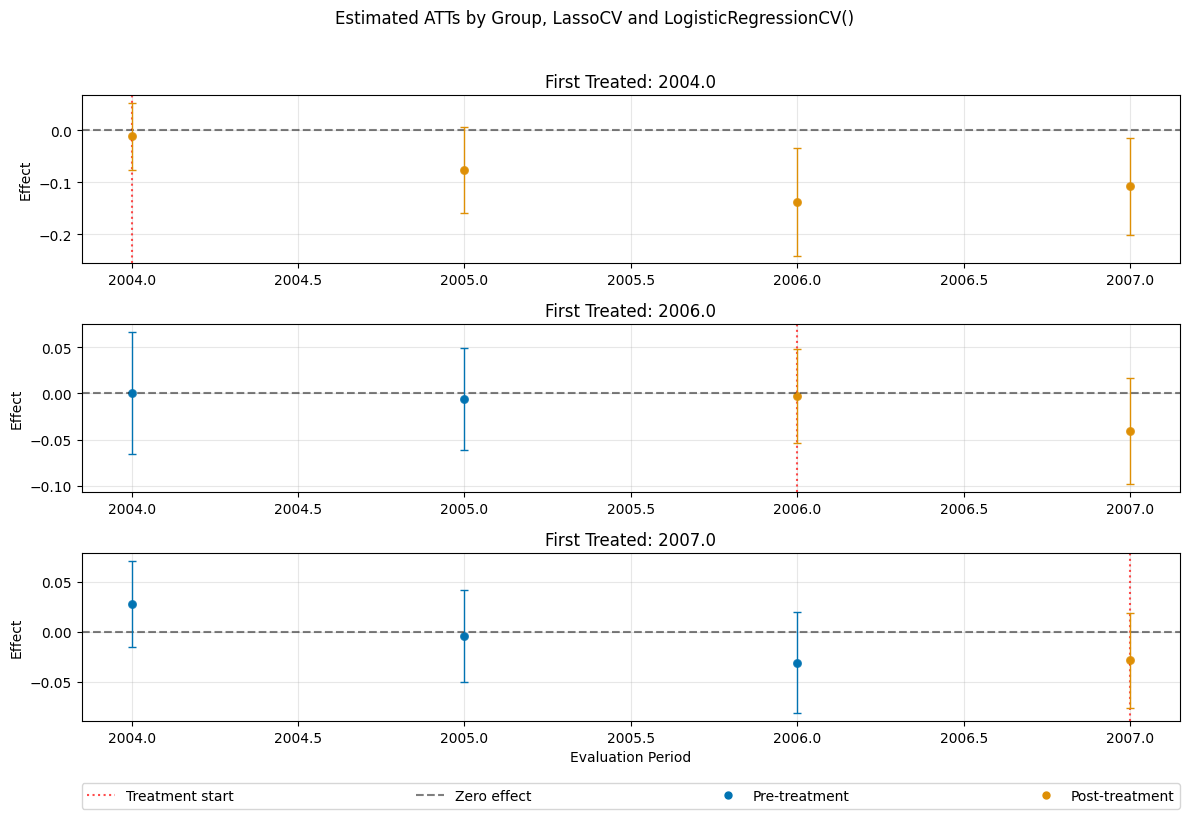 Estimated ATTs by Group, LassoCV and LogisticRegressionCV()
First Treated: 2004.0
Effect
0.0
−0.1
−0.2
2004.0 2004.5 2005.0 2005.5 2006.0 2006.5 2007.0
First Treated: 2006.0
Effect
0.05
0.00
−0.05
−0.10
2004.0 2004.5 2005.0 2005.5 2006.0 2006.5 2007.0
First Treated: 2007.0
Effect
0.05
0.00
−0.05
2004.0 2004.5 2005.0 2005.5 2006.0 2006.5 2007.0
Evaluation Period
Treatment start Zero effect Pre-treatment Post-treatment